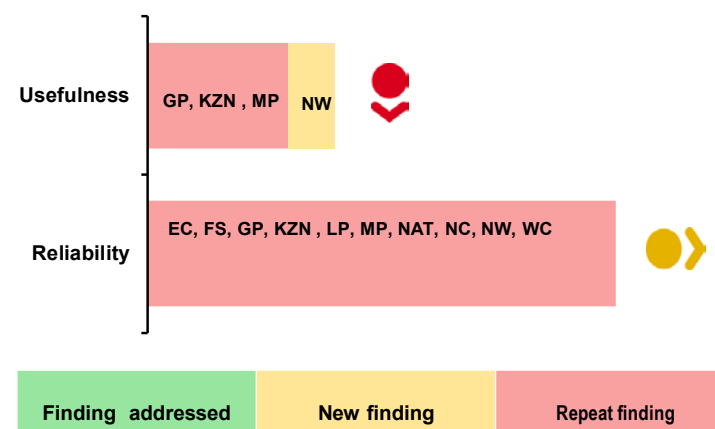 Usefulness
GP, KZN , MP
NW
Reliability
EC, FS, GP, KZN , LP, MP, NAT, NC, NW, WC
Finding addressed
New finding
Repeat finding